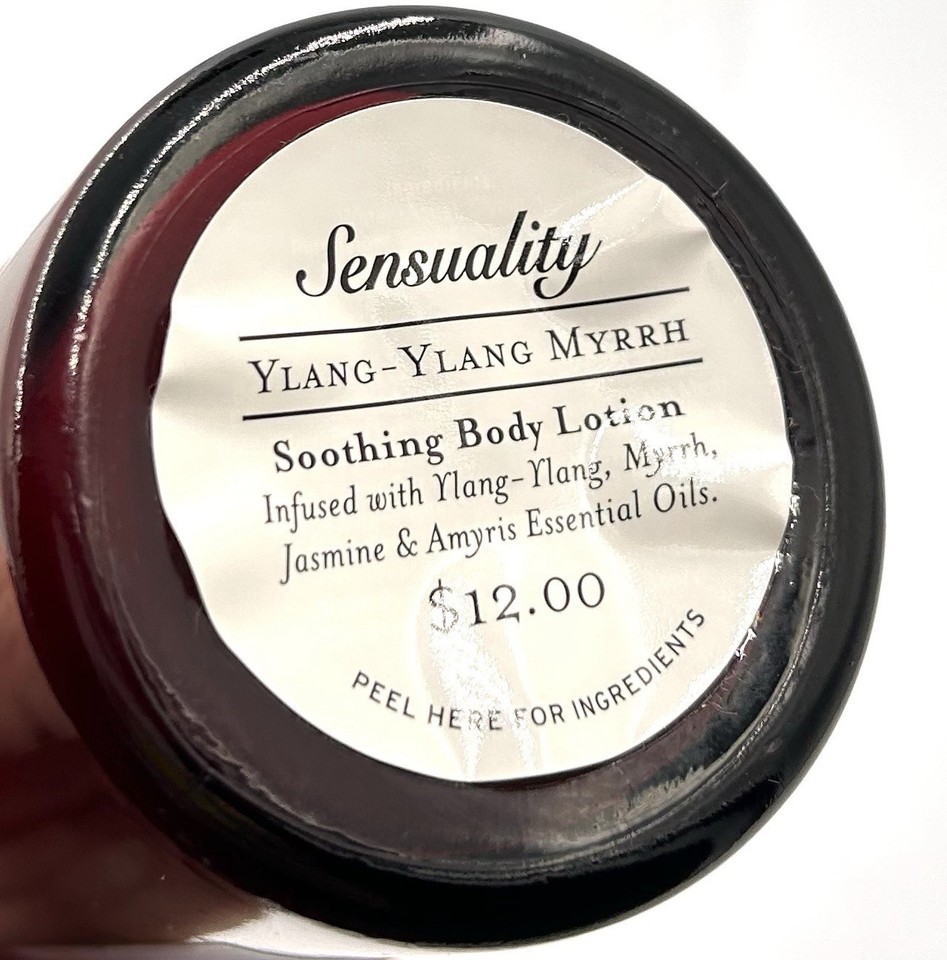 Sensuality
YLANG-YLANG MYRRH
Soothing Body Lotion
Infused with Ylang-Ylang, Myrrh,
Jasmine & Amyris Essential Oils.
$12.00
PEEL HERE FOR INGREDIENTS